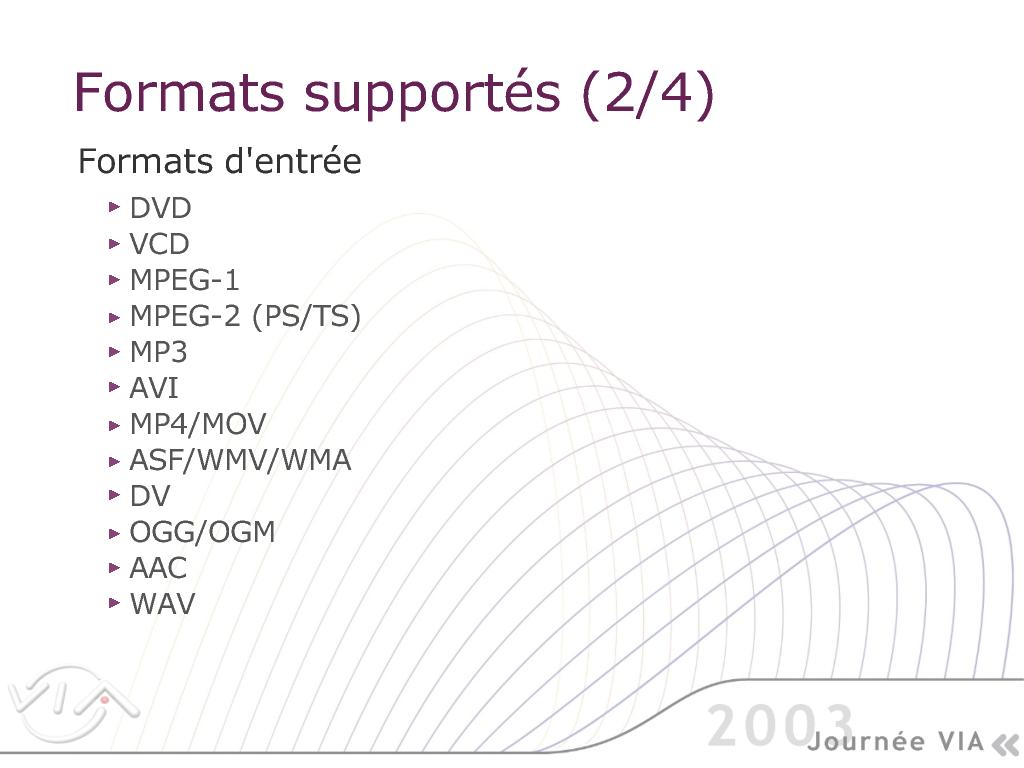 Formats supportés (2/4)
Formats d'entrée
DVD
VCD
MPEG-1
MPEG-2 (PS/TS)
MP3
AVI
MP4/MOV
ASF/WMV/WMA
DV
OGG/OGM
AAC
WAV
VIA
2003
Journée VIA